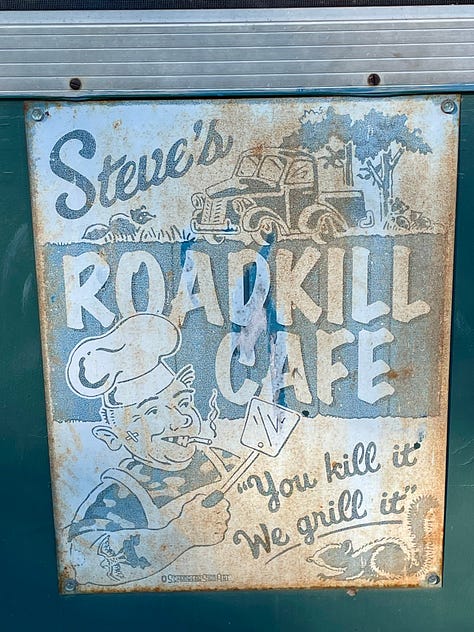 Steve's
ROADKILL
CAFE
"You kill it
We grill it"